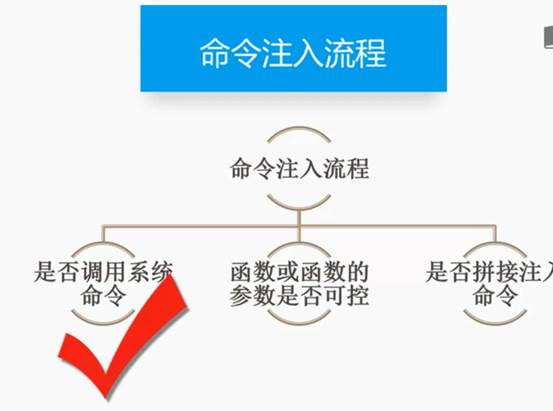 命令注入流程
命令注入流程
是否调用系统
命令
函数或函数的
参数是否可控
是否拼接注入
命令